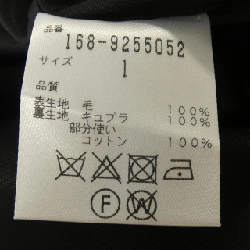 品番
168-9255052
サイズ
1
品質
表生地 毛 100%
裏生地 キュプラ 100%
部分使い
コットン 100%
F W